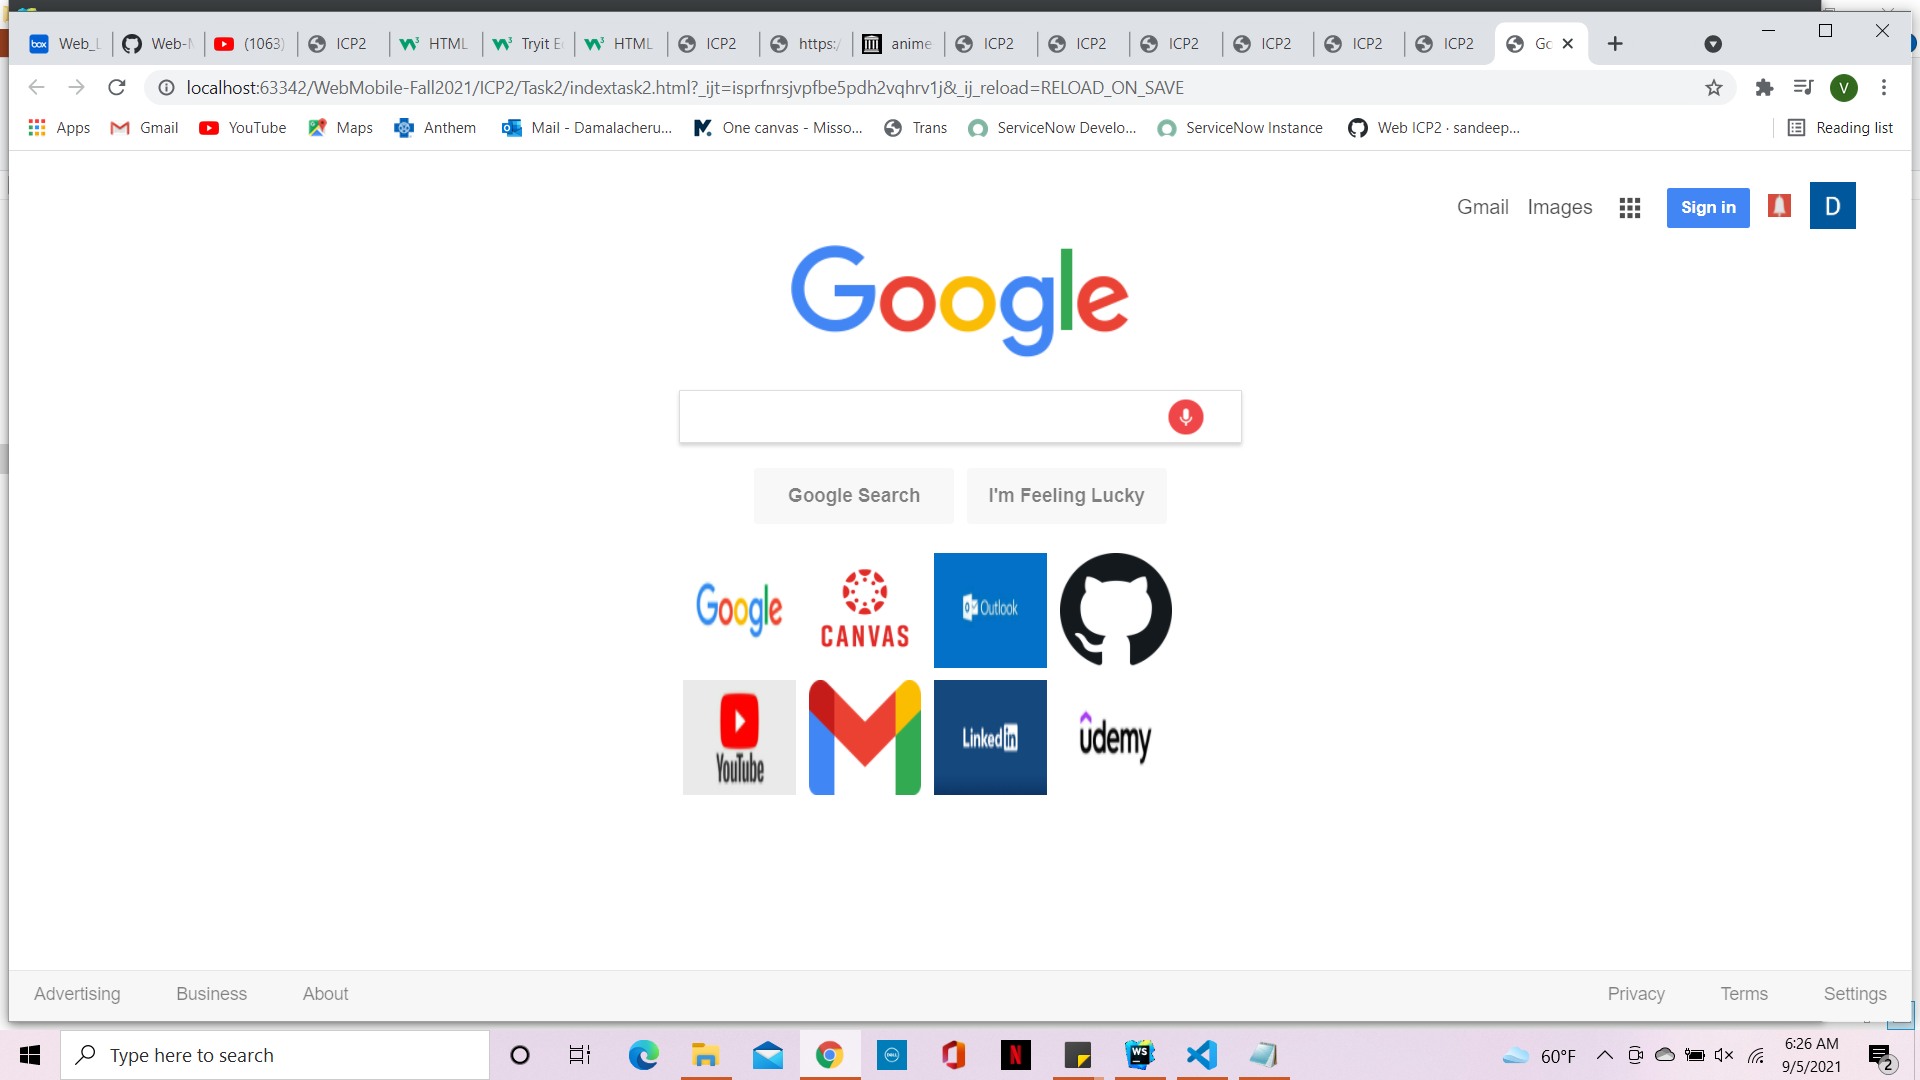 Web_L
Web-M
(1063)
ICP2
HTML
Tryit Ed
HTML
ICP2
https:/
anime
ICP2
ICP2
ICP2
ICP2
ICP2
ICP2
Go
localhost:63342/WebMobile-Fall2021/ICP2/Task2/indextask2.html?_ijt=isprfnrsjvpfbe5pdh2vqhrv1j&_ij_reload=RELOAD_ON_SAVE
V
Apps
Gmail
YouTube
Maps
Anthem
Mail - Damalacheru...
One canvas - Misso...
Trans
ServiceNow Develo...
ServiceNow Instance
Web ICP2 · sandeep...
Reading list
Gmail
Images
Sign in
D
Google
Google Search
I'm Feeling Lucky
Google
CANVAS
Outlook
YouTube
LinkedIn
udemy
Advertising
Business
About
Privacy
Terms
Settings
Type here to search
60°F
6:26 AM
9/5/2021
2